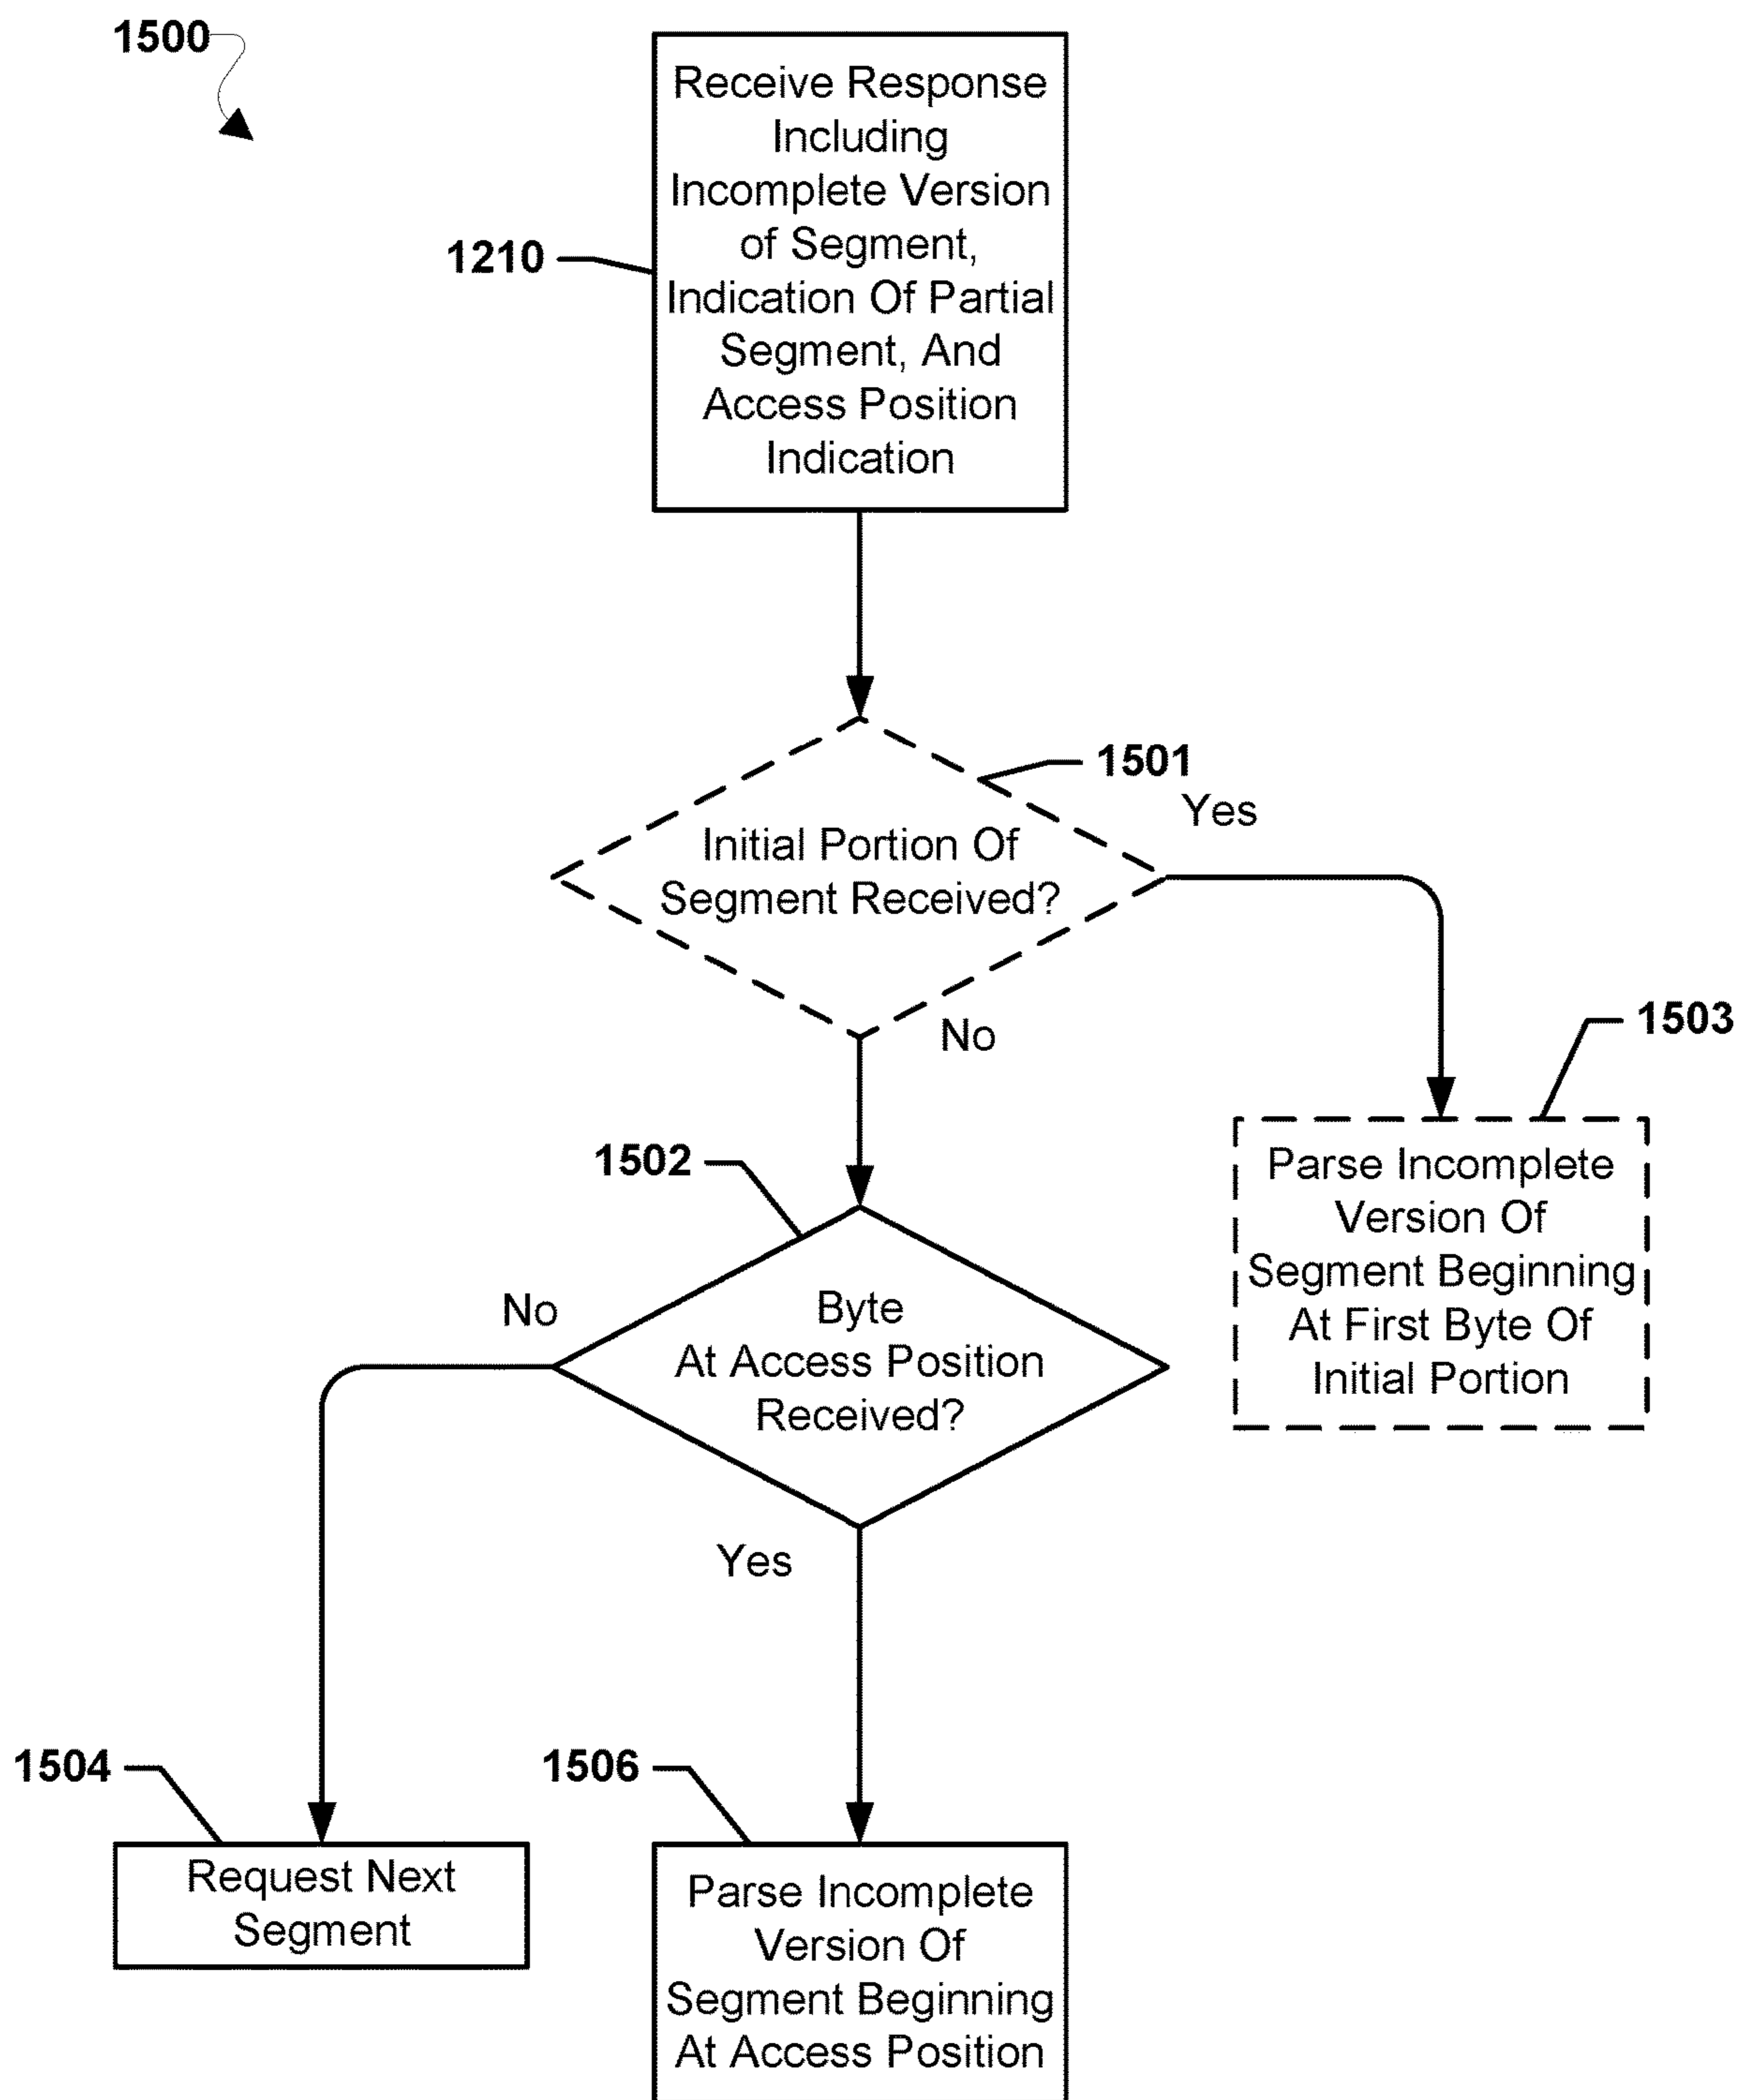 1500
Receive Response
Including
Incomplete Version
of Segment,
Indication Of Partial
Segment, And
Access Position
Indication
1210
1501
Yes
Initial Portion Of
Segment Received?
No
1503
Parse Incomplete
Version Of
Segment Beginning
At First Byte Of
Initial Portion
1502
No
Byte
At Access Position
Received?
Yes
1504
Request Next
Segment
1506
Parse Incomplete
Version Of
Segment Beginning
At Access Position